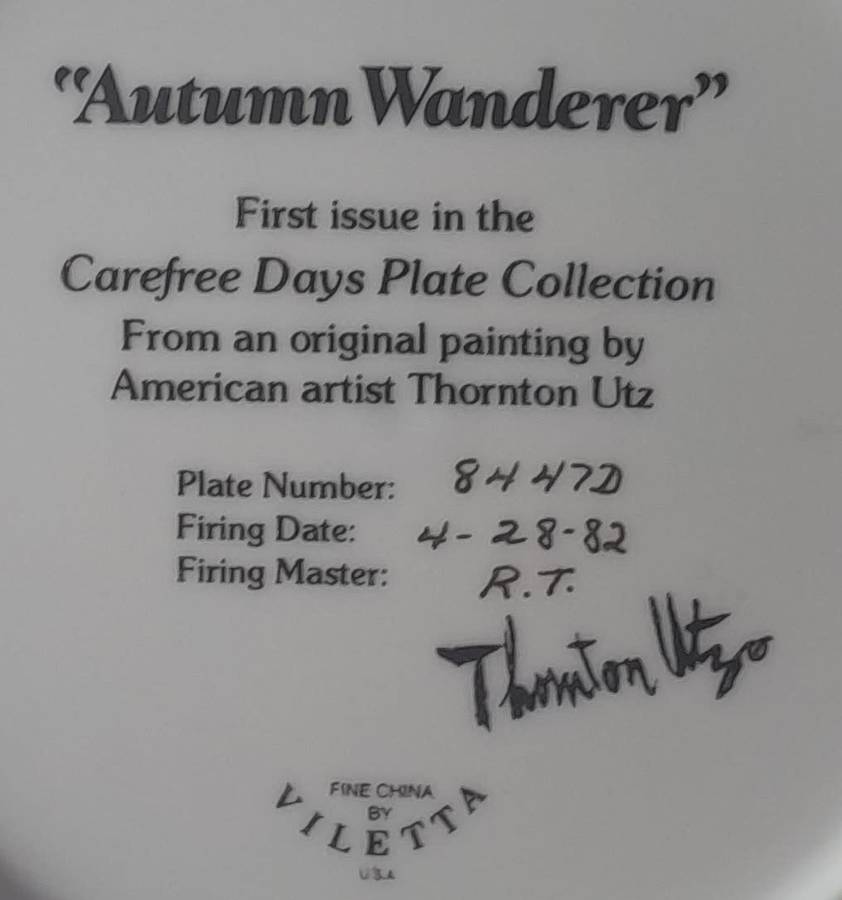 "Autumn Wanderer"
First issue in the
Carefree Days Plate Collection
From an original painting by
American artist Thornton Utz
Plate Number: 8447D
Firing Date: 4-28-82
Firing Master: R.T.
Thornton Utz
FINE CHINA
BY
VILETTA
USA